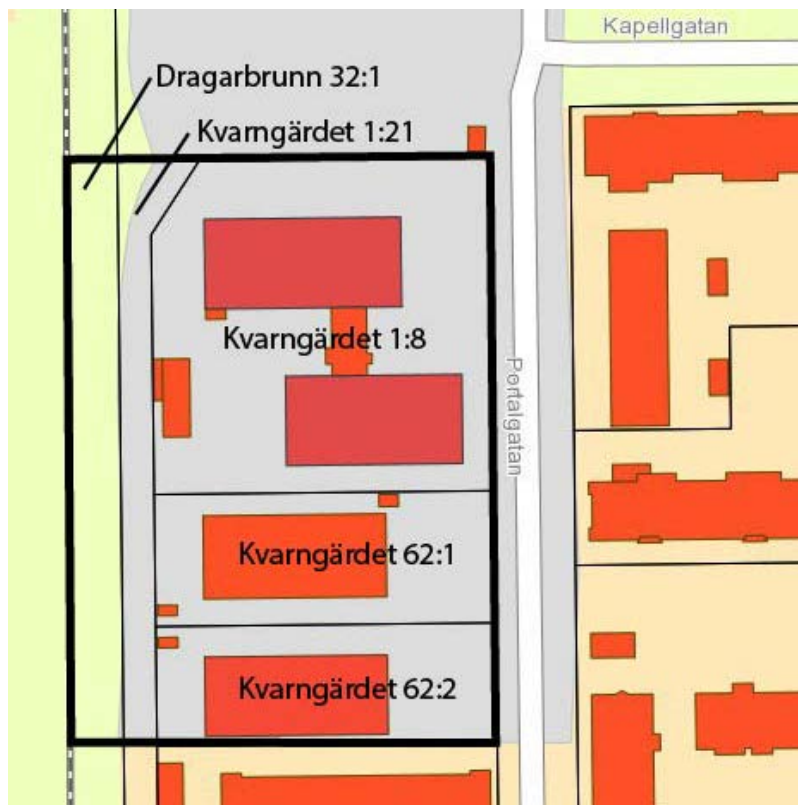 Kapellgatan
Dragarbrunn 32:1
Kvarngärdet 1:21
Kvarngärdet 1:8
Portalgatan
Kvarngärdet 62:1
Kvarngärdet 62:2